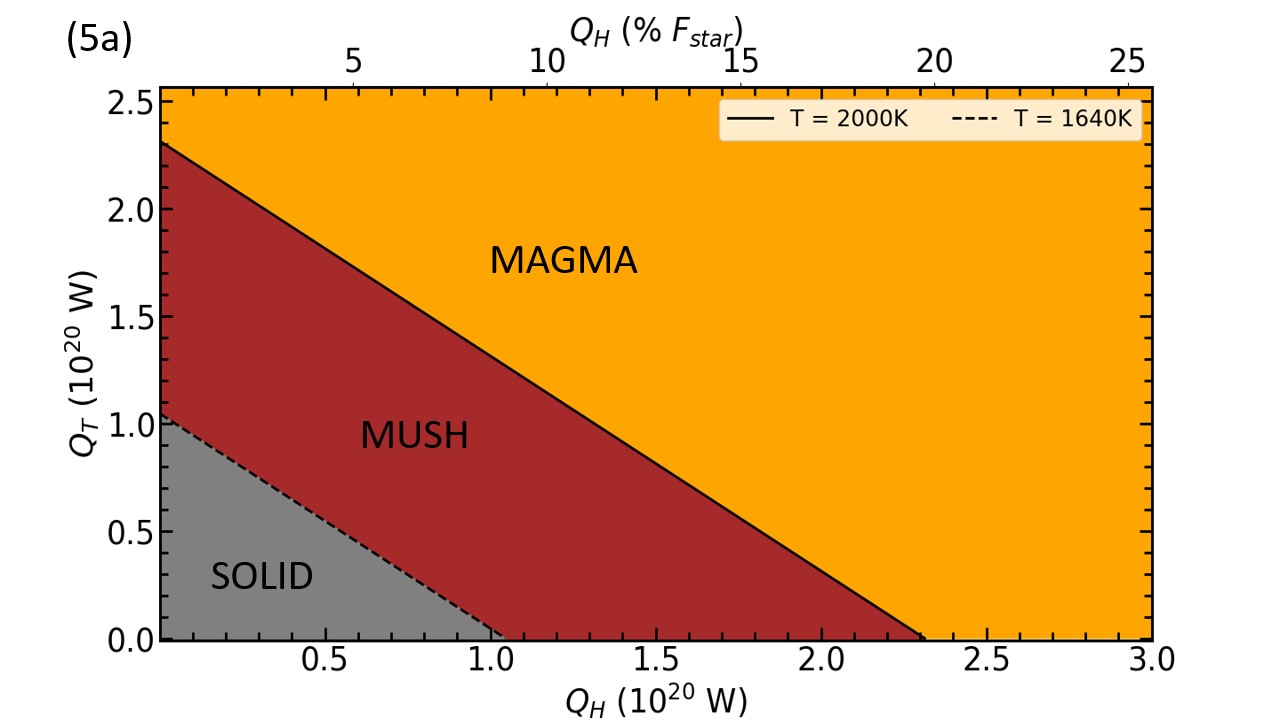 (5a)
Q_H (% F_star)
5 10 15 20 25
T = 2000K T = 1640K
2.5
2.0
1.5
1.0
0.5
0.0
Q_T (10^20 W)
MAGMA
MUSH
SOLID
0.5 1.0 1.5 2.0 2.5 3.0
Q_H (10^20 W)